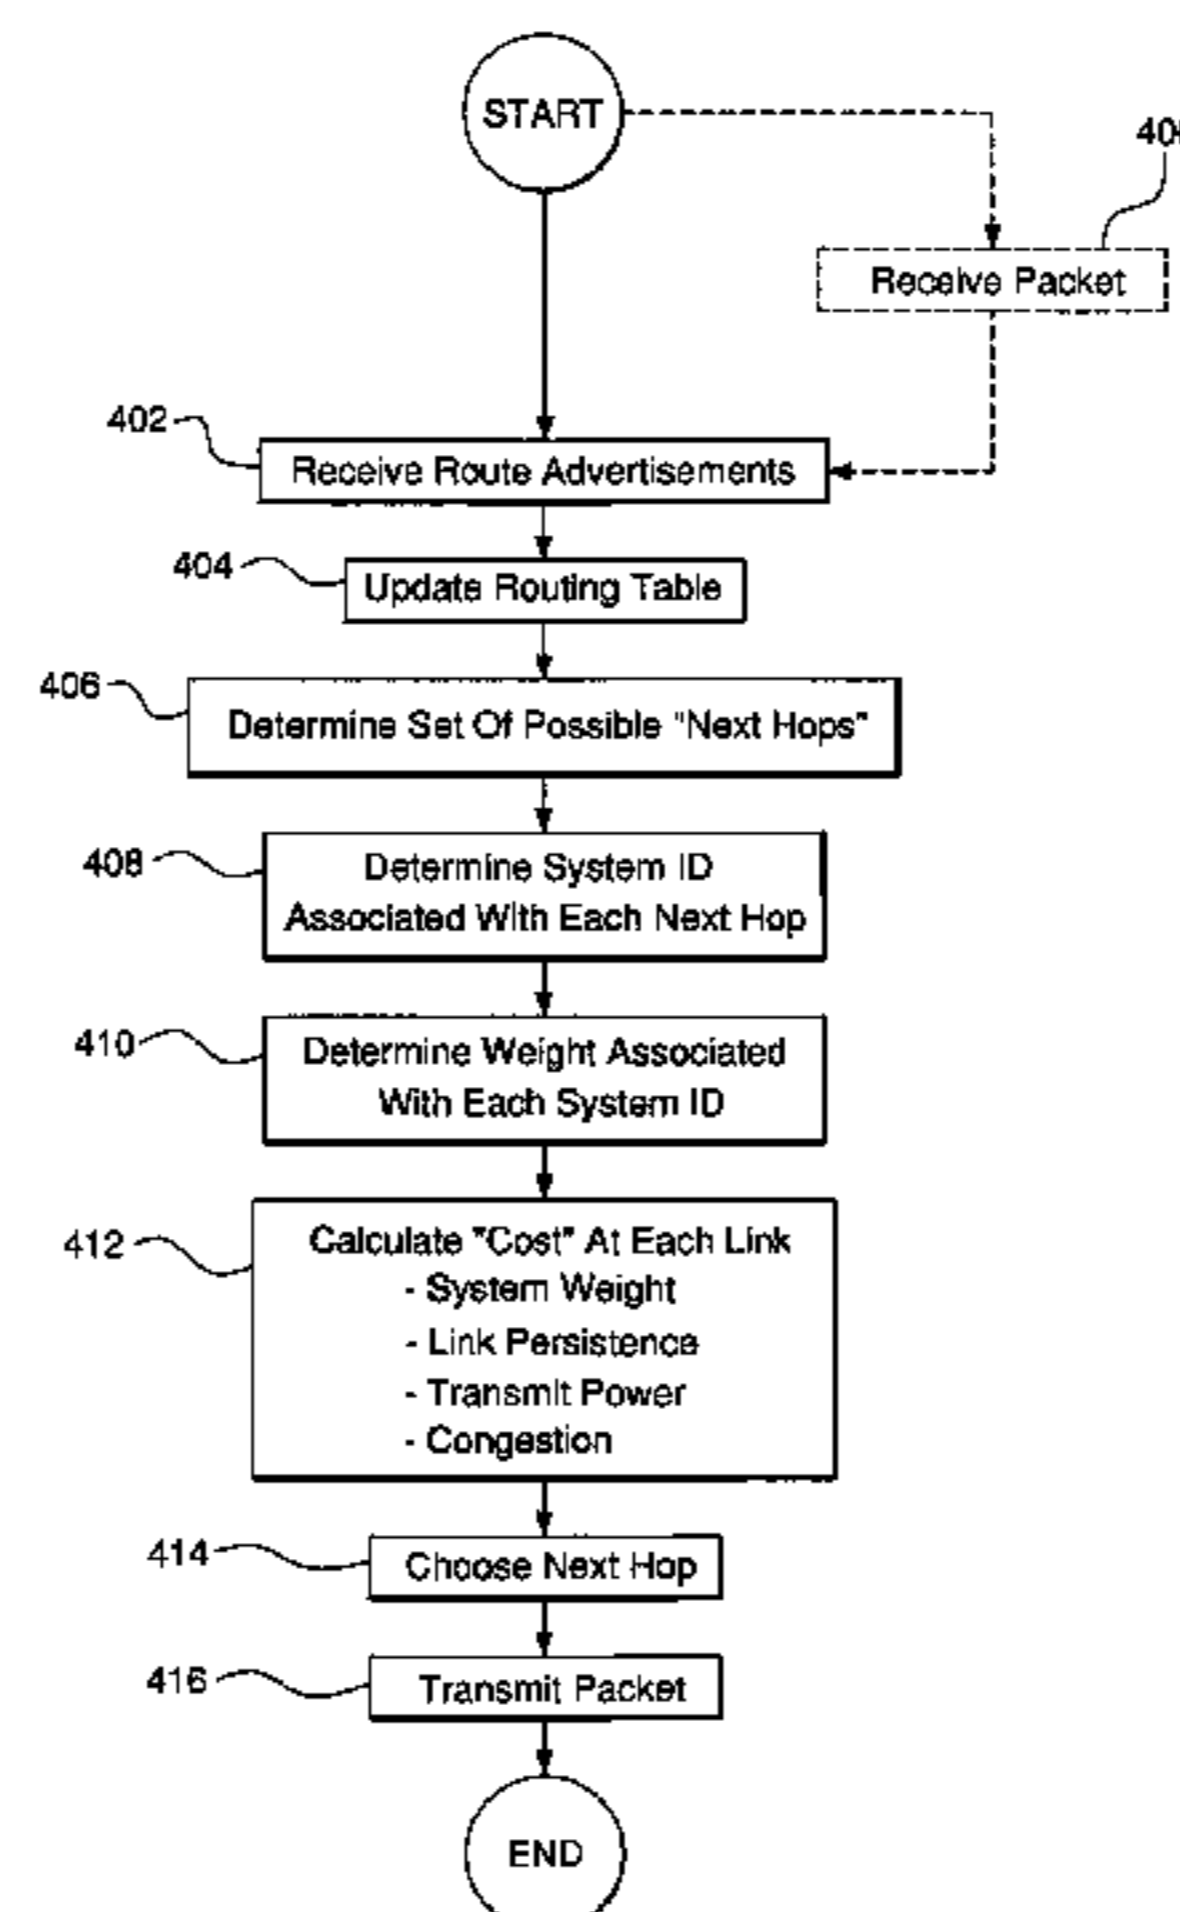 START
Receive Packet
402
Receive Route Advertisements
404
Update Routing Table
406
Determine Set Of Possible "Next Hops"
408
Determine System ID
Associated With Each Next Hop
410
Determine Weight Associated
With Each System ID
412
Calculate "Cost" At Each Link
- System Weight
- Link Persistence
- Transmit Power
- Congestion
414
Choose Next Hop
416
Transmit Packet
END